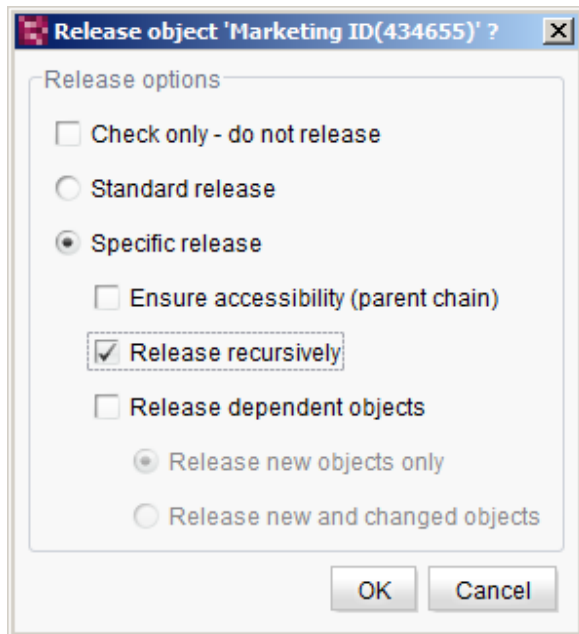 Release object 'Marketing ID(434655)' ?
Release options
Check only - do not release
Standard release
Specific release
Ensure accessibility (parent chain)
Release recursively
Release dependent objects
Release new objects only
Release new and changed objects
OK Cancel